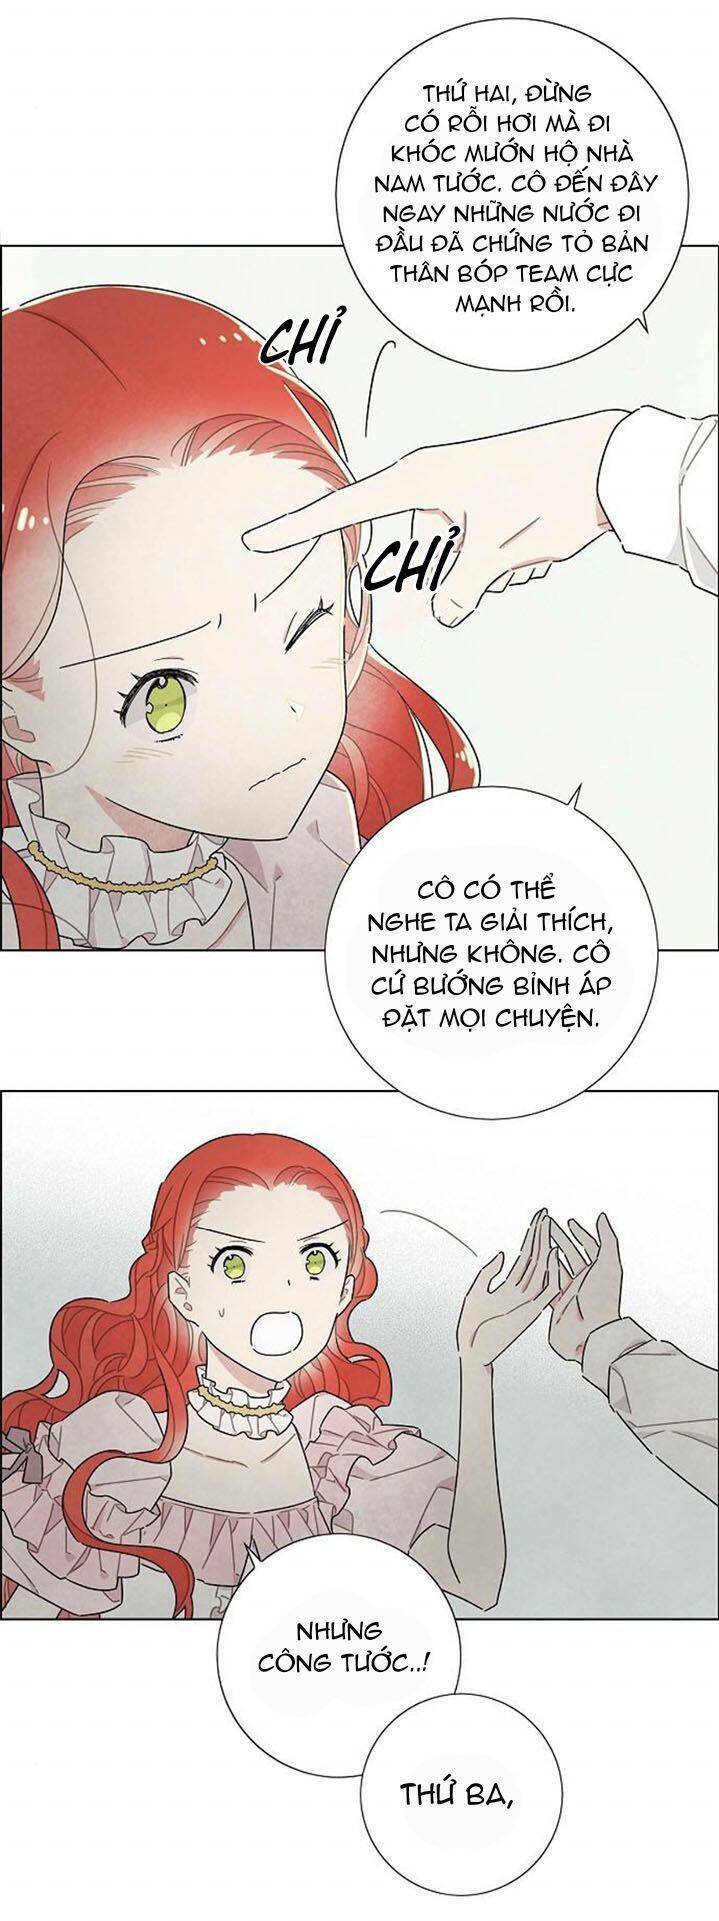 THỨ HAI, ĐỪNG
CÓ RỖI HƠI MÀ ĐI
KHÓC MƯỚN HỘ NHÀ
NAM TƯỚC. CÔ ĐẾN ĐÂY
NGAY NHỮNG NƯỚC ĐI
ĐẦU ĐÃ CHỨNG TỎ BẢN
THÂN BÓP TEAM CỰC
MẠNH RỒI.
CHỈ
CHỈ
CÔ CÓ THỂ
NGHE TA GIẢI THÍCH,
NHƯNG KHÔNG. CÔ
CỨ BƯỚNG BỈNH ÁP
ĐẶT MỌI CHUYỆN.
NHƯNG
CÔNG TƯỚC..!
THỨ BA,